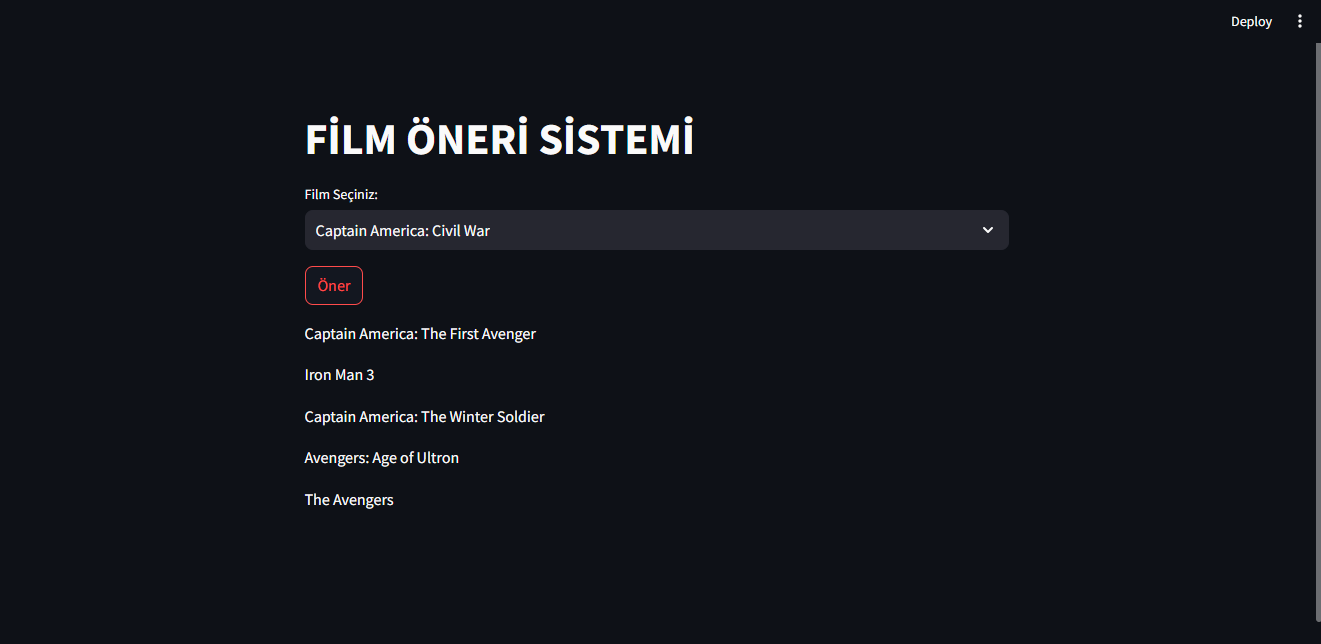 Deploy
FİLM ÖNERİ SİSTEMİ
Film Seçiniz:
Captain America: Civil War
Öner
Captain America: The First Avenger
Iron Man 3
Captain America: The Winter Soldier
Avengers: Age of Ultron
The Avengers